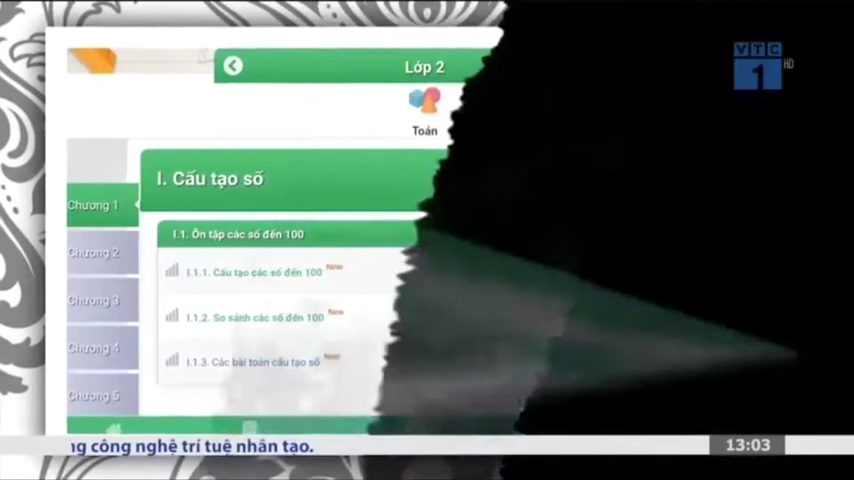 VTC
1
HD
Lớp 2
Toán
I. Cấu tạo số
Chương 1
I.1. Ôn tập các số đến 100
Chương 2
I.1.1. Cấu tạo các số đến 100 New
Chương 3
I.1.2. So sánh các số đến 100 New
Chương 4
I.1.3. Các bài toán cấu tạo số New
Chương 5
ng công nghệ trí tuệ nhân tạo.
13:03